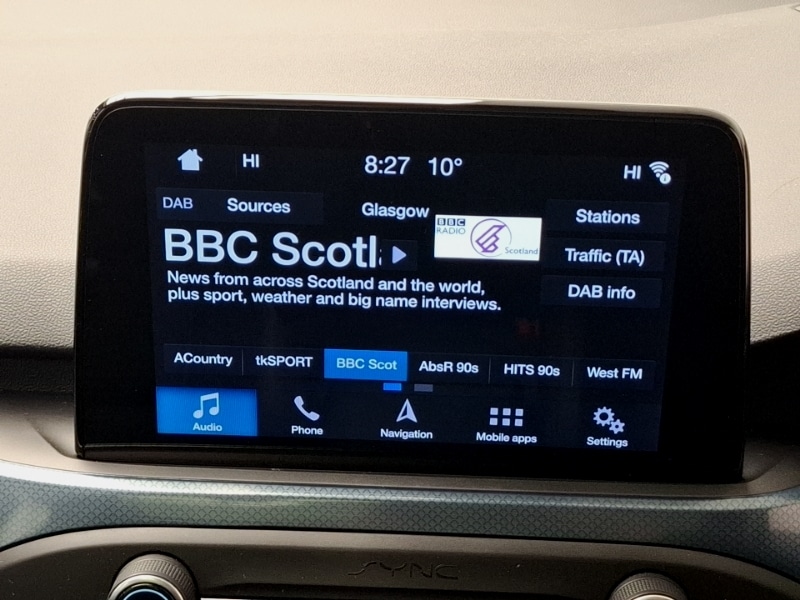 HI 8:27 10° HI
DAB Sources Glasgow BBC RADIO Scotland Stations
BBC Scotl
Traffic (TA)
News from across Scotland and the world,
plus sport, weather and big name interviews.
DAB info
ACountry tkSPORT BBC Scot AbsR 90s HITS 90s West FM
Audio Phone Navigation Mobile apps Settings
SYNC